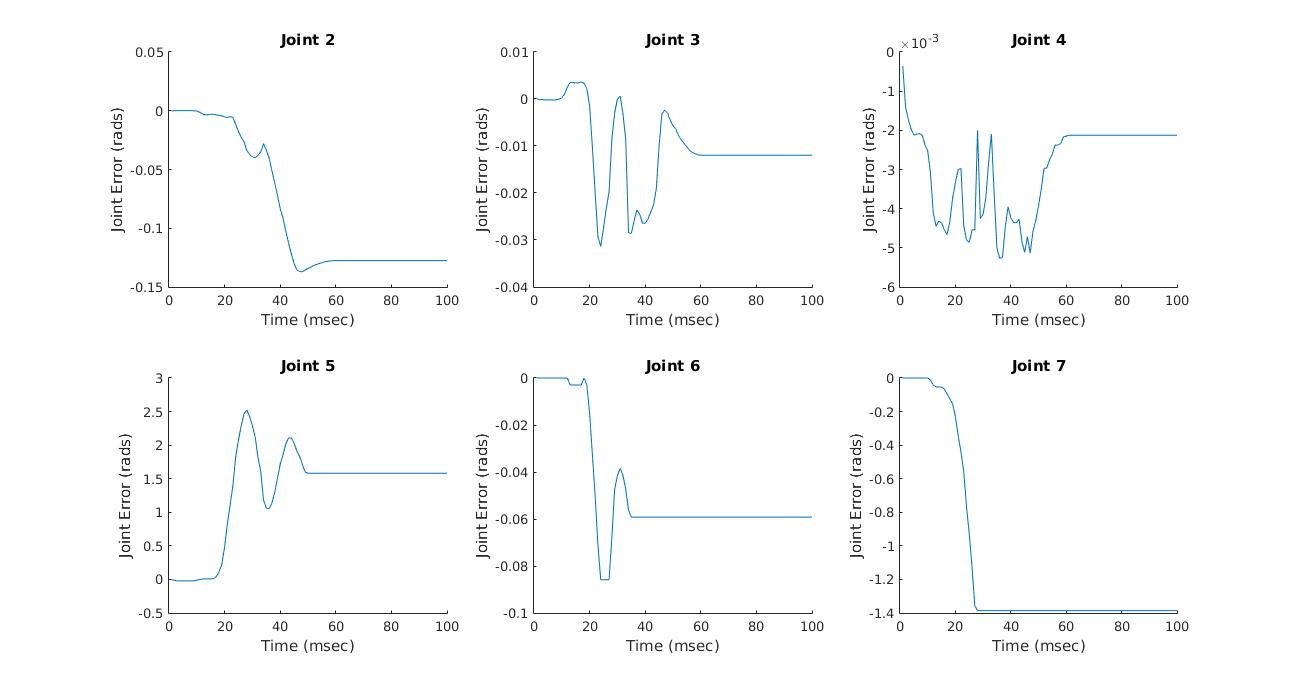 Joint 2
0.05
0
-0.05
-0.1
-0.15
Joint Error (rads)
0 20 40 60 80 100
Time (msec)
Joint 3
0.01
0
-0.01
-0.02
-0.03
-0.04
Joint Error (rads)
0 20 40 60 80 100
Time (msec)
Joint 4
×10-3
0
-1
-2
-3
-4
-5
-6
Joint Error (rads)
0 20 40 60 80 100
Time (msec)
Joint 5
3
2.5
2
1.5
1
0.5
0
-0.5
Joint Error (rads)
0 20 40 60 80 100
Time (msec)
Joint 6
0
-0.02
-0.04
-0.06
-0.08
-0.1
Joint Error (rads)
0 20 40 60 80 100
Time (msec)
Joint 7
0
-0.2
-0.4
-0.6
-0.8
-1
-1.2
-1.4
Joint Error (rads)
0 20 40 60 80 100
Time (msec)